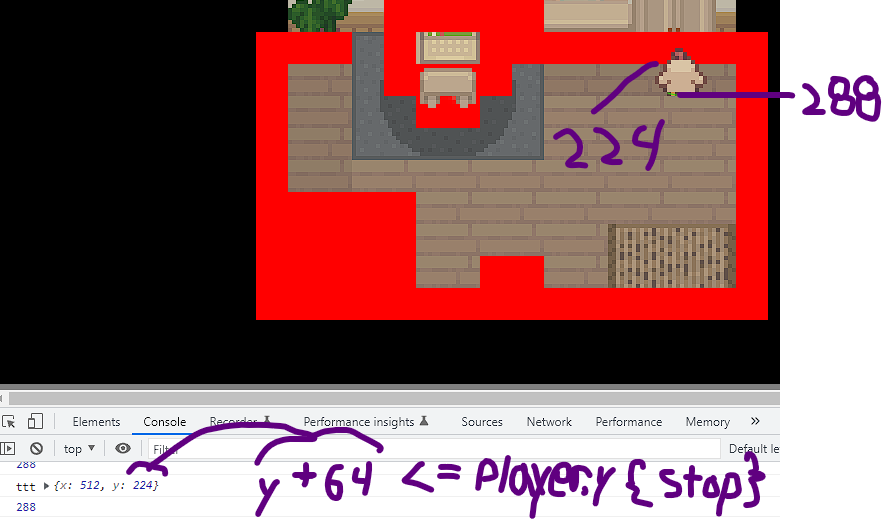 288
224
Elements Console Recorder Performance insights Sources Network Performance Memory »
top ▼ Filter Default le
288
ttt ▶ {x: 512, y: 224}
y + 64 <= player.y {stop}
288